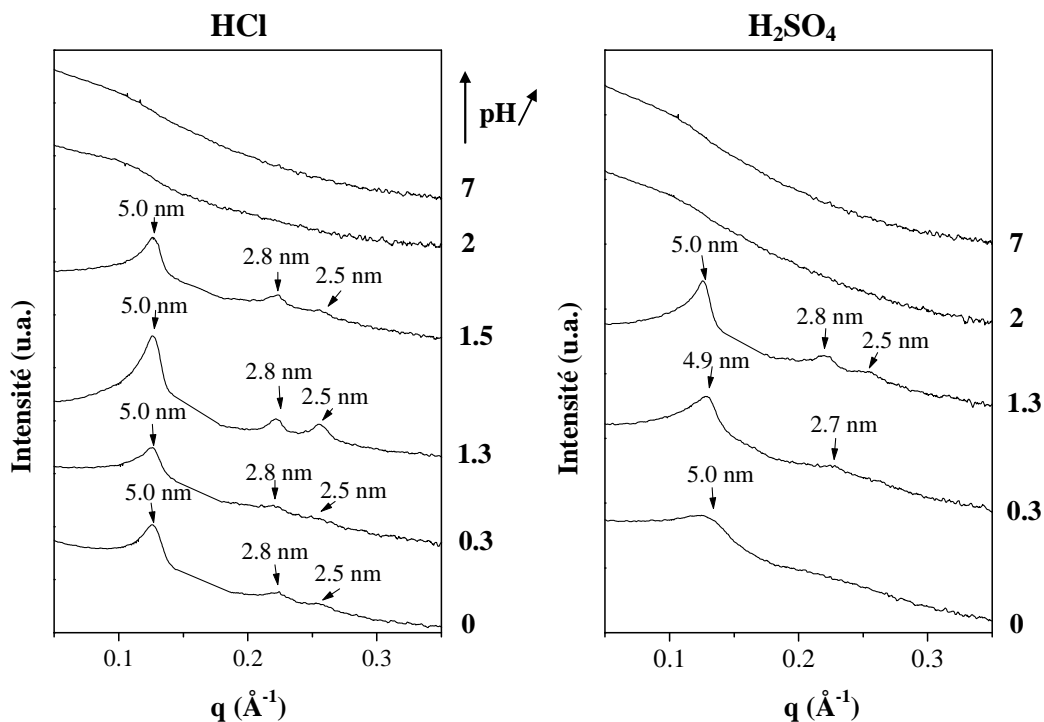 HCl
pH
7
5.0 nm
2
2.8 nm
2.5 nm
5.0 nm
1.5
2.8 nm
2.5 nm
5.0 nm
1.3
2.8 nm
2.5 nm
5.0 nm
0.3
2.8 nm
2.5 nm
0
Intensité (u.a.)
0.1 0.2 0.3
q (Å⁻¹)
H₂SO₄
7
5.0 nm
2
2.8 nm
2.5 nm
4.9 nm
1.3
2.7 nm
5.0 nm
0.3
0
Intensité (u.a.)
0.1 0.2 0.3
q (Å⁻¹)